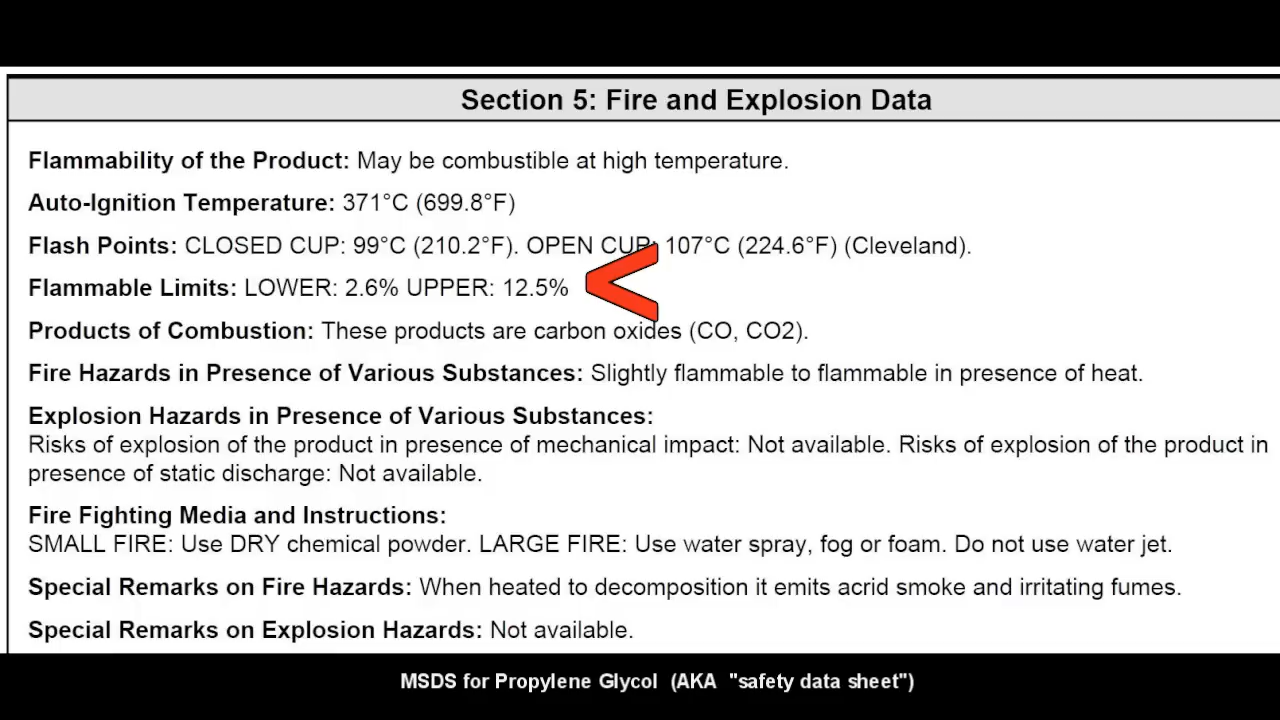 Section 5: Fire and Explosion Data
Flammability of the Product: May be combustible at high temperature.
Auto-Ignition Temperature: 371°C (699.8°F)
Flash Points: CLOSED CUP: 99°C (210.2°F). OPEN CUP: 107°C (224.6°F) (Cleveland).
Flammable Limits: LOWER: 2.6% UPPER: 12.5%
Products of Combustion: These products are carbon oxides (CO, CO2).
Fire Hazards in Presence of Various Substances: Slightly flammable to flammable in presence of heat.
Explosion Hazards in Presence of Various Substances:
Risks of explosion of the product in presence of mechanical impact: Not available. Risks of explosion of the product in
presence of static discharge: Not available.
Fire Fighting Media and Instructions:
SMALL FIRE: Use DRY chemical powder. LARGE FIRE: Use water spray, fog or foam. Do not use water jet.
Special Remarks on Fire Hazards: When heated to decomposition it emits acrid smoke and irritating fumes.
Special Remarks on Explosion Hazards: Not available.
MSDS for Propylene Glycol (AKA "safety data sheet")